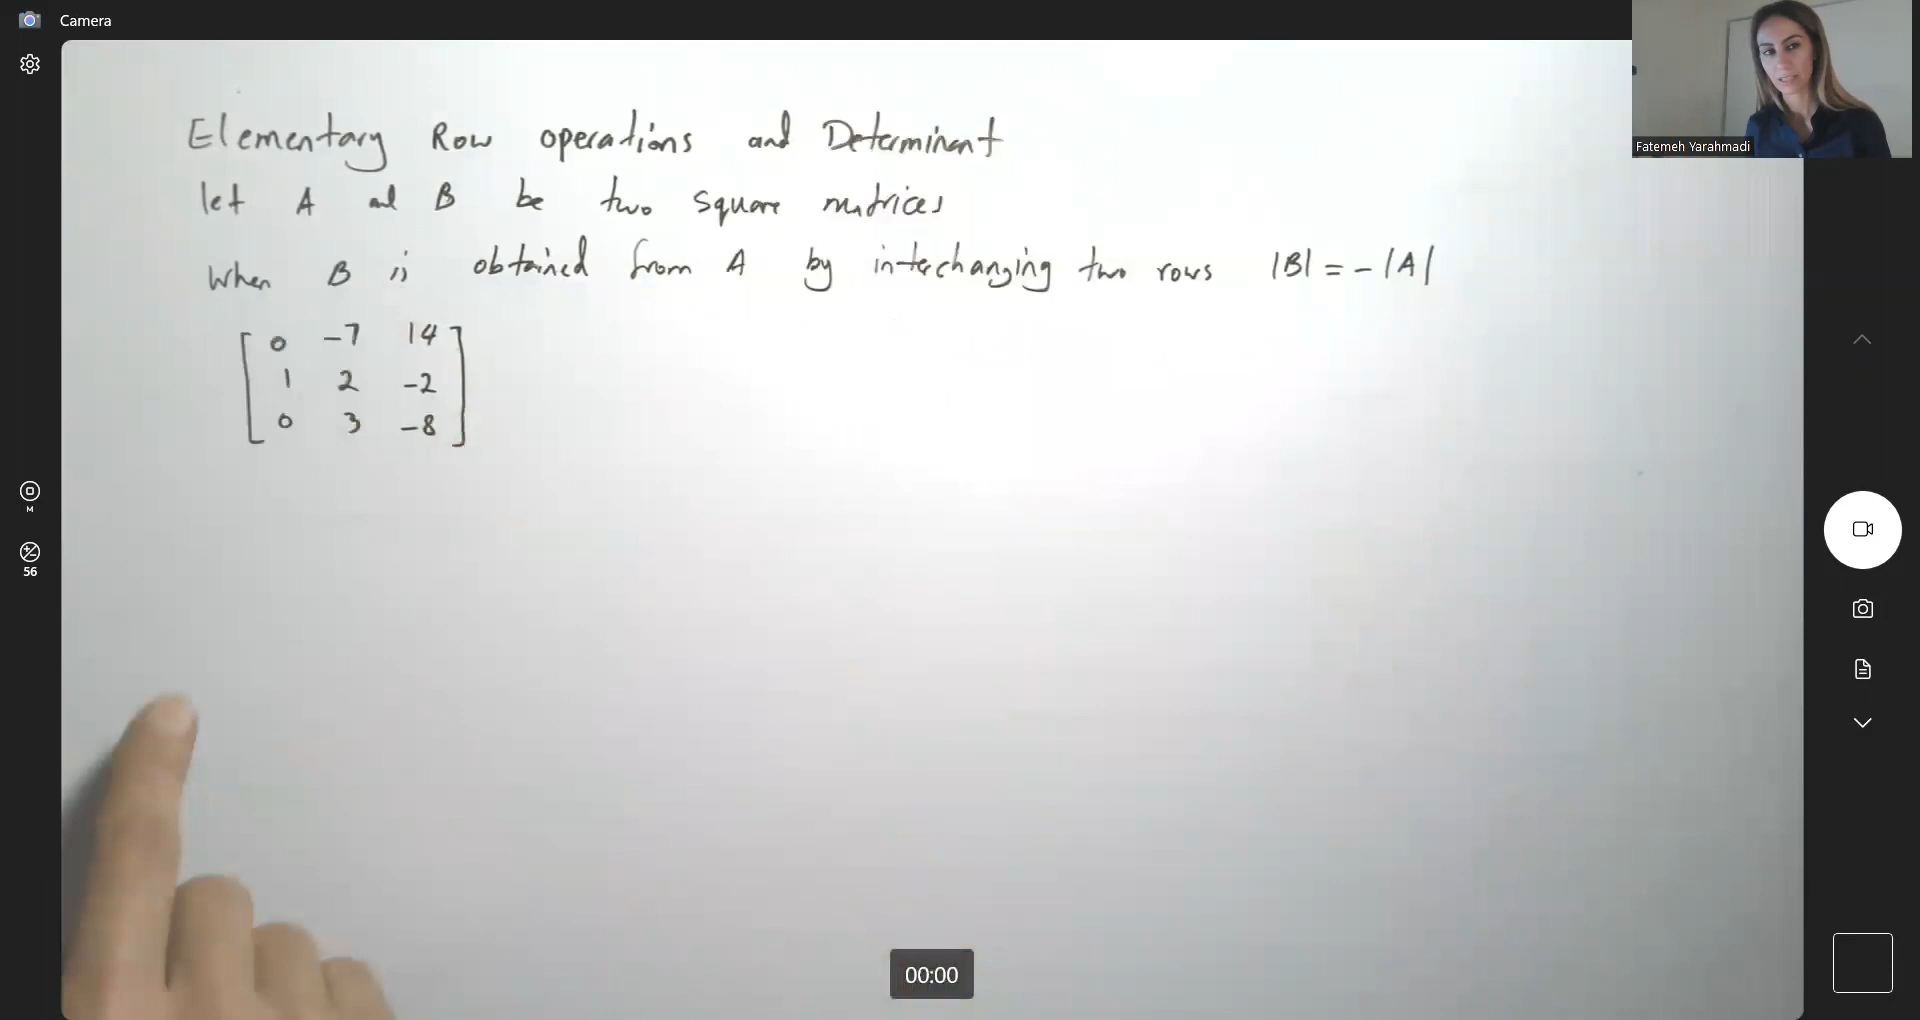 Camera
Fatemeh Yarahmadi
Elementary Row operations and Determinant
let A and B be two square matrices
When B is obtained from A by interchanging two rows |B| = - |A|
0 -7 14
1 2 -2
0 3 -8
M
56
00:00